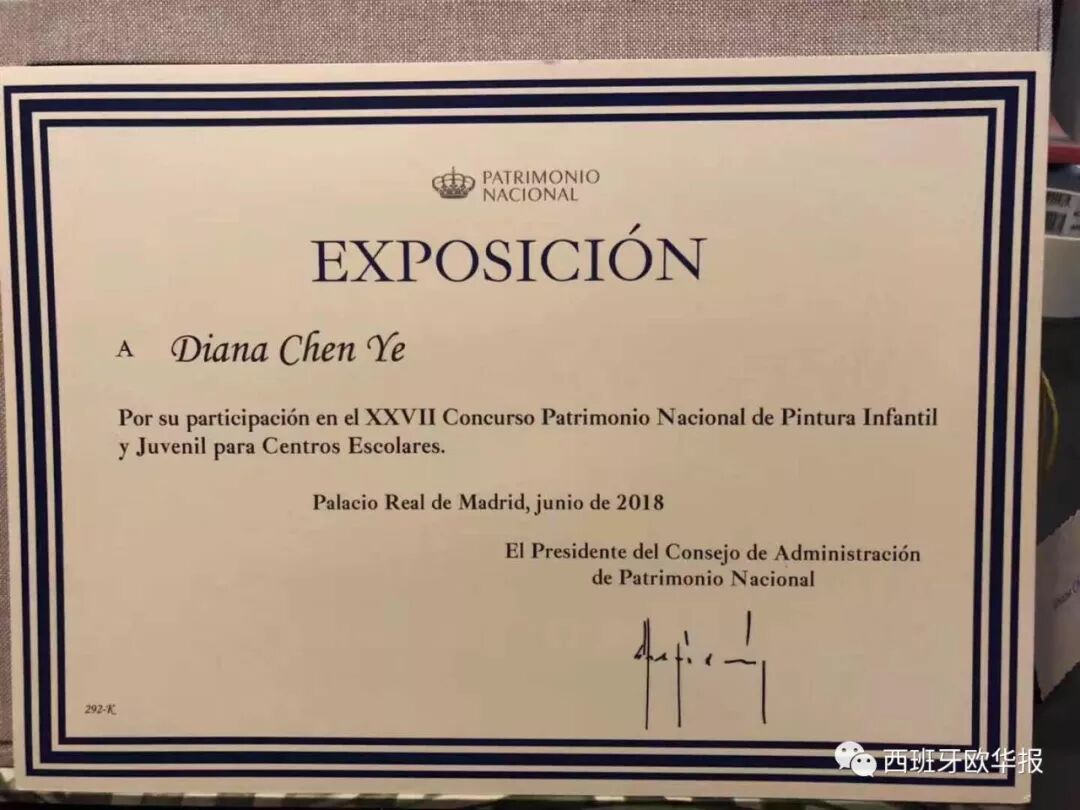 PATRIMONIO
NACIONAL
EXPOSICIÓN
A Diana Chen Ye
Por su participación en el XXVII Concurso Patrimonio Nacional de Pintura Infantil
y Juvenil para Centros Escolares.
Palacio Real de Madrid, junio de 2018
El Presidente del Consejo de Administración
de Patrimonio Nacional
292-K
西班牙欧华报